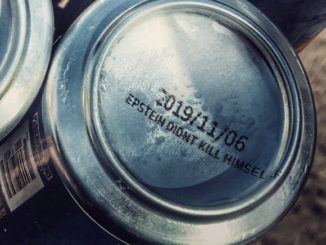 2019/11/06
EPSTEIN DIDNT KILL HIMSELF